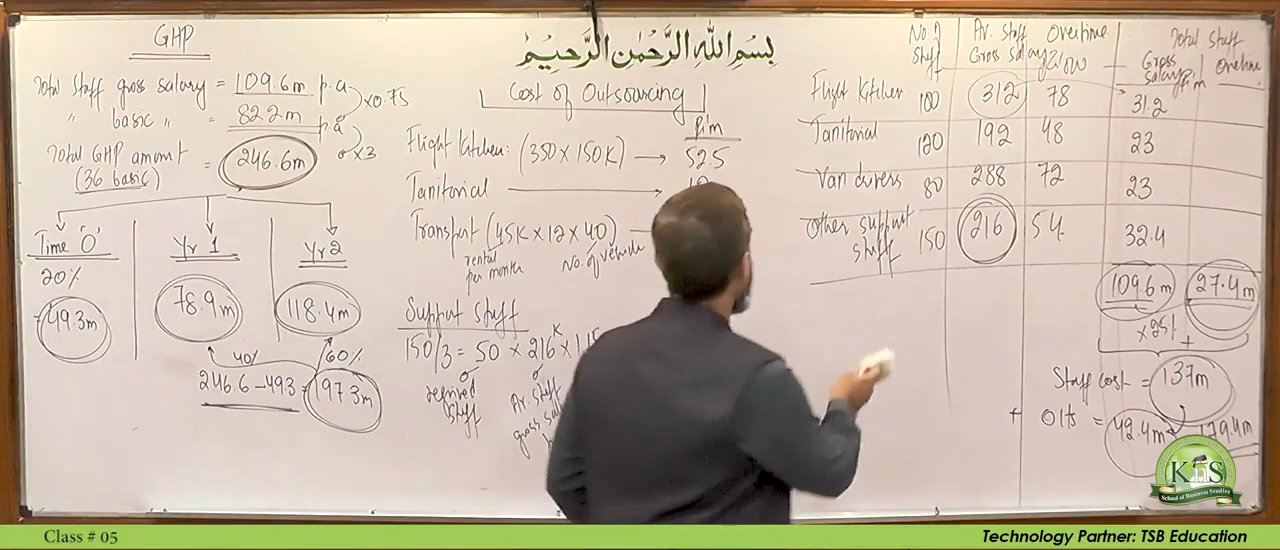 GHP
Total Staff gross salary = 109.6m p.a
×0.75
" basic " = 82.2m p.a
×3
Total GHP amount = 246.6m
(36 basic)
Time 'O' Yr 1 Yr 2
20%
=49.3m 78.9m 118.4m
40% 60%
246.6 - 49.3 = 197.3m
بِسْمِ اللهِ الرَّحْمٰنِ الرَّحِيْمِ
Cost of Outsourcing
P.m
Flight kitchen: (350 × 150K) → 52.5
Janitorial
Transport (45K × 12 × 40)
rental per month
No. of vehicle
Support Staff
150/3 = 50 × 216K ×
required staff
Av. staff
gross
No. of Staff Av. Staff Gross Salary Overtime Total Staff
Gross Salary Overtime
Flight Kitchen 100 312 78 31.2
Janitorial 120 192 48 23
Van drivers 80 288 72 23
Other support staff 150 216 54 32.4
109.6m 27.4m
×25%
+
Staff cost = 137m
+ = 42.4m 179.4m
KnS
School of Business Studies
Class # 05
Technology Partner: TSB Education